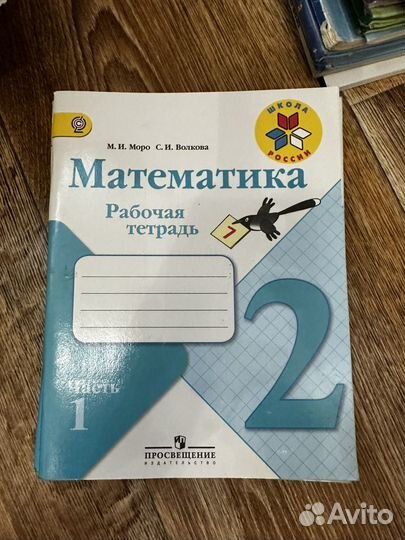 М. И. Моро С. И. Волкова
ШКОЛА
РОССИИ
Математика
Рабочая
тетрадь
7
2
Часть
1
ПРОСВЕЩЕНИЕ
ИЗДАТЕЛЬСТВО
Avito